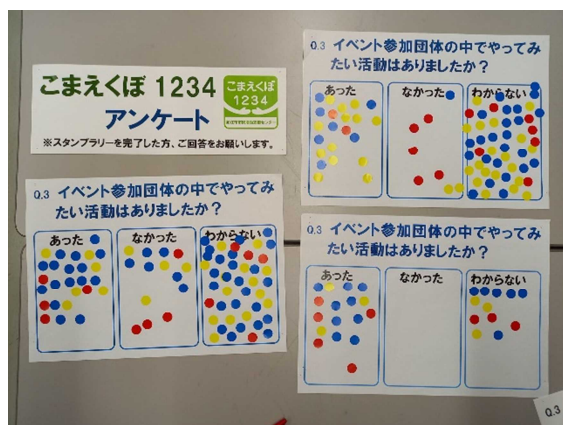 こまえくぼ 1234
アンケート
※スタンプラリーを完了した方、ご回答をお願いします。
こまえくぼ
1234
Q.3 イベント参加団体の中でやってみ
たい活動はありましたか？
あった
なかった
わからない
Q.3 イベント参加団体の中でやってみ
たい活動はありましたか？
あった
なかった
わからない
Q.3 イベント参加団体の中でやってみ
たい活動はありましたか？
あった
なかった
わからない
Q.3